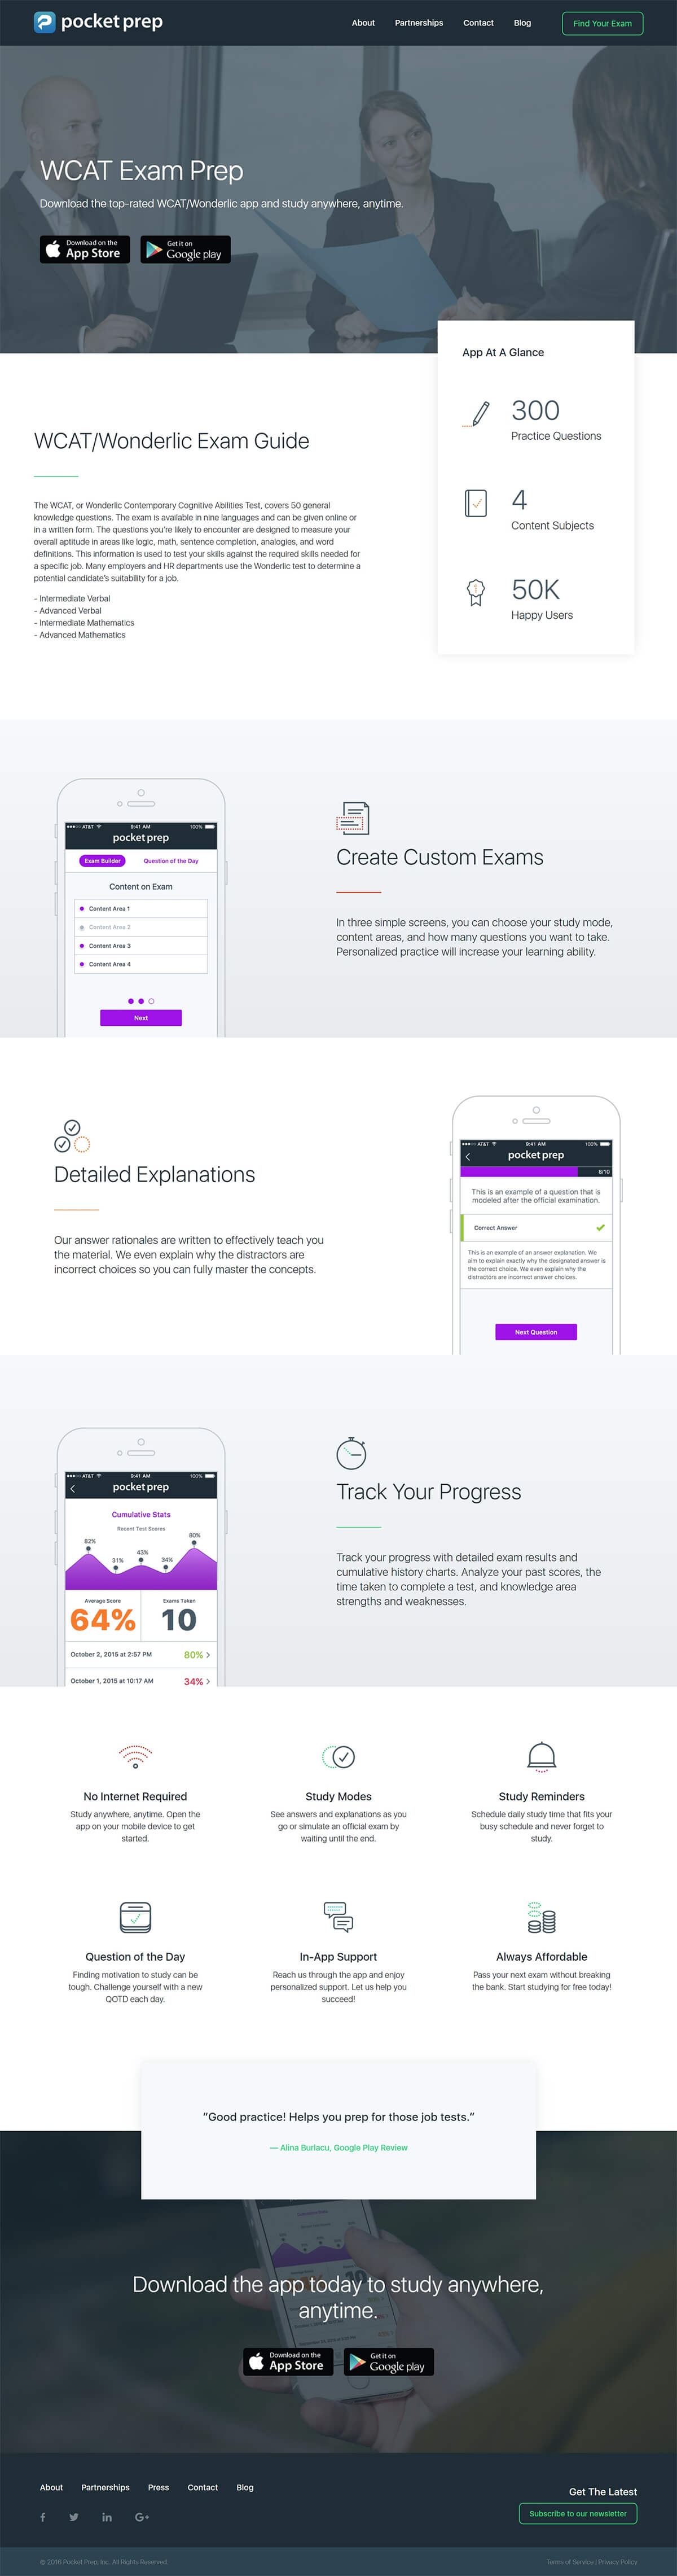 pocket prep
About Partnerships Contact Blog Find Your Exam
WCAT Exam Prep
Download the top-rated WCAT/Wonderlic app and study anywhere, anytime.
Download on the
App Store
Get it on
Google play
App At A Glance
300
Practice Questions
4
Content Subjects
50K
Happy Users
WCAT/Wonderlic Exam Guide
The WCAT, or Wonderlic Contemporary Cognitive Abilities Test, covers 50 general
knowledge questions. The exam is available in nine languages and can be given online or
in a written form. The questions you're likely to encounter are designed to measure your
overall aptitude in areas like logic, math, sentence completion, analogies, and word
definitions. This information is used to test your skills against the required skills needed for
a specific job. Many employers and HR departments use the Wonderlic test to determine a
potential candidate's suitability for a job.
- Intermediate Verbal
- Advanced Verbal
- Intermediate Mathematics
- Advanced Mathematics
AT&T 9:41 AM 100%
pocket prep
Exam Builder Question of the Day
Content on Exam
Content Area 1
Content Area 2
Content Area 3
Content Area 4
Next
Create Custom Exams
In three simple screens, you can choose your study mode,
content areas, and how many questions you want to take.
Personalized practice will increase your learning ability.
Detailed Explanations
Our answer rationales are written to effectively teach you
the material. We even explain why the distractors are
incorrect choices so you can fully master the concepts.
AT&T 9:41 AM 100%
pocket prep
8/10
This is an example of a question that is
modeled after the official examination.
Correct Answer
This is an example of an answer explanation. We
aim to explain exactly why the designated answer is
the correct choice. We even explain why the
distractors are incorrect answer choices.
Next Question
AT&T 9:41 AM 100%
pocket prep
Cumulative Stats
Recent Test Scores
82% 31% 43% 34% 80%
Average Score Exams Taken
64% 10
October 2, 2015 at 2:57 PM 80% >
October 1, 2015 at 10:17 AM 34% >
Track Your Progress
Track your progress with detailed exam results and
cumulative history charts. Analyze your past scores, the
time taken to complete a test, and knowledge area
strengths and weaknesses.
No Internet Required
Study anywhere, anytime. Open the
app on your mobile device to get
started.
Study Modes
See answers and explanations as you
go or simulate an official exam by
waiting until the end.
Study Reminders
Schedule daily study time that fits your
busy schedule and never forget to
study.
Question of the Day
Finding motivation to study can be
tough. Challenge yourself with a new
QOTD each day.
In-App Support
Reach us through the app and enjoy
personalized support. Let us help you
succeed!
Always Affordable
Pass your next exam without breaking
the bank. Start studying for free today!
“Good practice! Helps you prep for those job tests.”
— Alina Burlacu, Google Play Review
Download the app today to study anywhere,
anytime.
Download on the
App Store
Get it on
Google play
About Partnerships Press Contact Blog
Get The Latest
Subscribe to our newsletter
© 2016 Pocket Prep, Inc. All Rights Reserved
Terms of Service | Privacy Policy